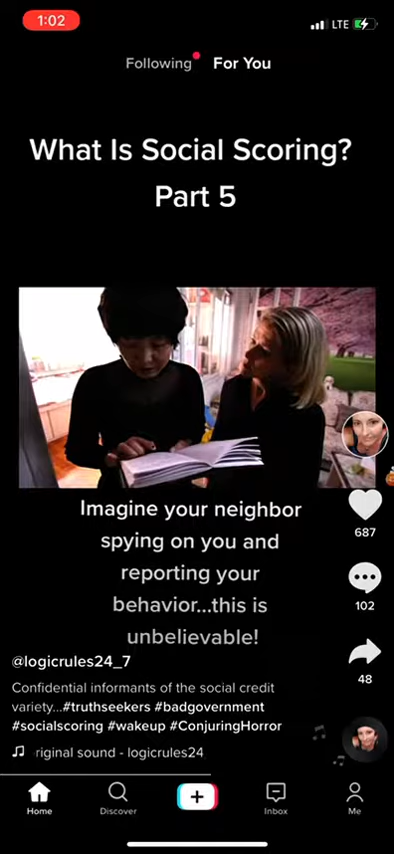 1:02
LTE
Following For You
What Is Social Scoring?
Part 5
Imagine your neighbor
spying on you and
reporting your
behavior...this is
unbelievable!
687
102
48
@logicrules24_7
Confidential informants of the social credit
variety...#truthseekers #badgovernment
#socialscoring #wakeup #ConjuringHorror
riginal sound - logicrules24
Home Discover Inbox Me